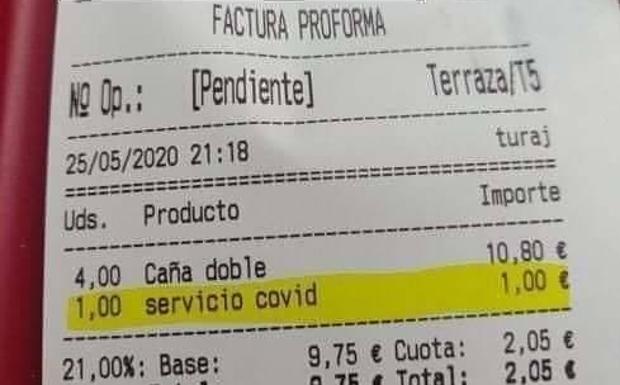 FACTURA PROFORMA
Nº Op.: [Pendiente] Terraza/T5
25/05/2020 21:18 turaj
Uds. Producto Importe
4,00 Caña doble 10,80 €
1,00 servicio covid 1,00 €
21,00%: Base: 9,75 € Cuota: 2,05 €
9,75 € Total: 2,05 €